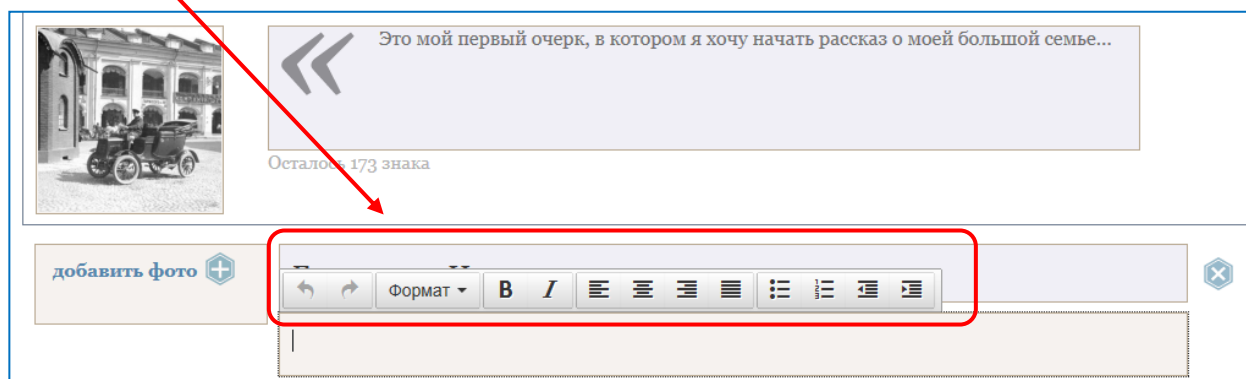 Это мой первый очерк, в котором я хочу начать рассказ о моей большой семье...
Осталось 173 знака
добавить фото
Формат B I